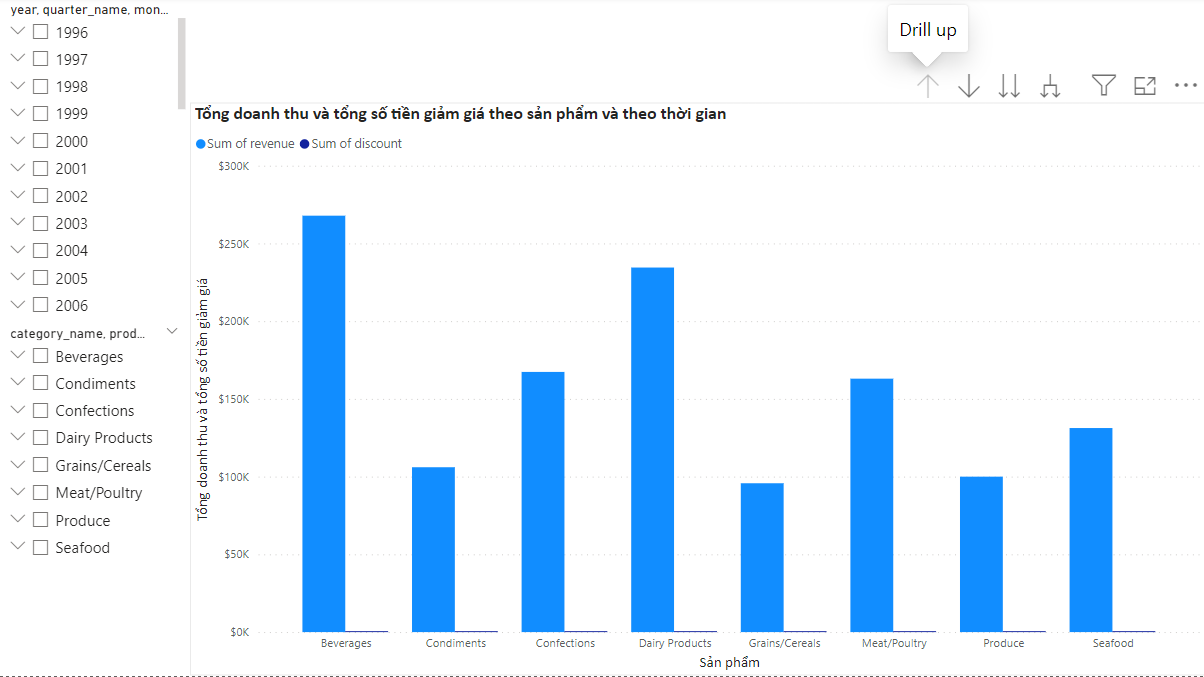 year, quarter_name, mon...
1996
1997
1998
1999
2000
2001
2002
2003
2004
2005
2006
category_name, prod...
Beverages
Condiments
Confections
Dairy Products
Grains/Cereals
Meat/Poultry
Produce
Seafood
Drill up
Tổng doanh thu và tổng số tiền giảm giá theo sản phẩm và theo thời gian
Sum of revenue Sum of discount
Tổng doanh thu và tổng số tiền giảm giá
$300K
$250K
$200K
$150K
$100K
$50K
$0K
Beverages Condiments Confections Dairy Products Grains/Cereals Meat/Poultry Produce Seafood
Sản phẩm